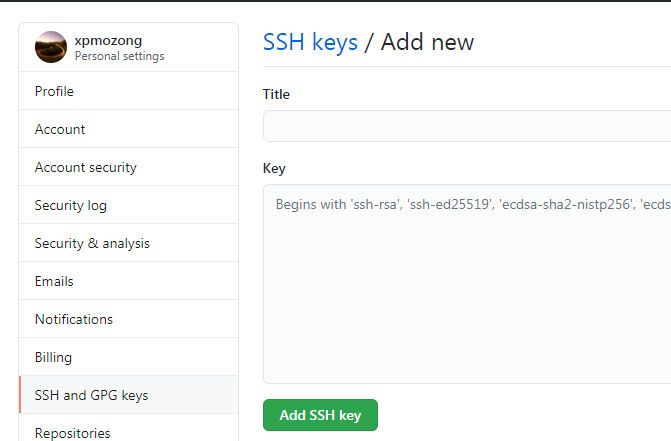 xpmozong
Personal settings
Profile
Account
Account security
Security log
Security & analysis
Emails
Notifications
Billing
SSH and GPG keys
Repositories
SSH keys / Add new
Title
Key
Begins with 'ssh-rsa', 'ssh-ed25519', 'ecdsa-sha2-nistp256', 'ecds
Add SSH key